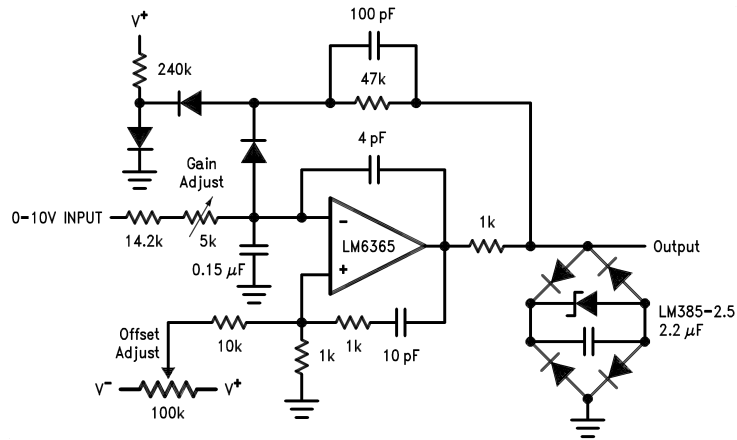 100 pF
V+
240k
47k
4 pF
Gain
Adjust
0-10V INPUT
14.2k
5k
0.15 µF
−
LM6365
+
1k
Output
LM385-2.5
2.2 µF
Offset
Adjust
10k
1k
1k
10 pF
V−
V+
100k